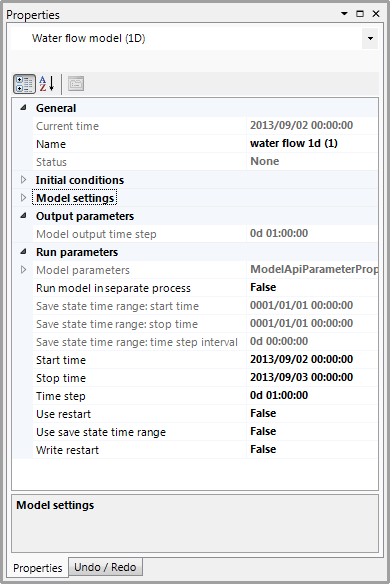 Properties
Water flow model (1D)
General
Current time 2013/09/02 00:00:00
Name water flow 1d (1)
Status None
Initial conditions
Model settings
Output parameters
Model output time step 0d 01:00:00
Run parameters
Model parameters ModelApiParameterProp
Run model in separate process False
Save state time range: start time 0001/01/01 00:00:00
Save state time range: stop time 0001/01/01 00:00:00
Save state time range: time step interval 0d 00:00:00
Start time 2013/09/02 00:00:00
Stop time 2013/09/03 00:00:00
Time step 0d 01:00:00
Use restart False
Use save state time range False
Write restart False
Model settings
Properties Undo / Redo